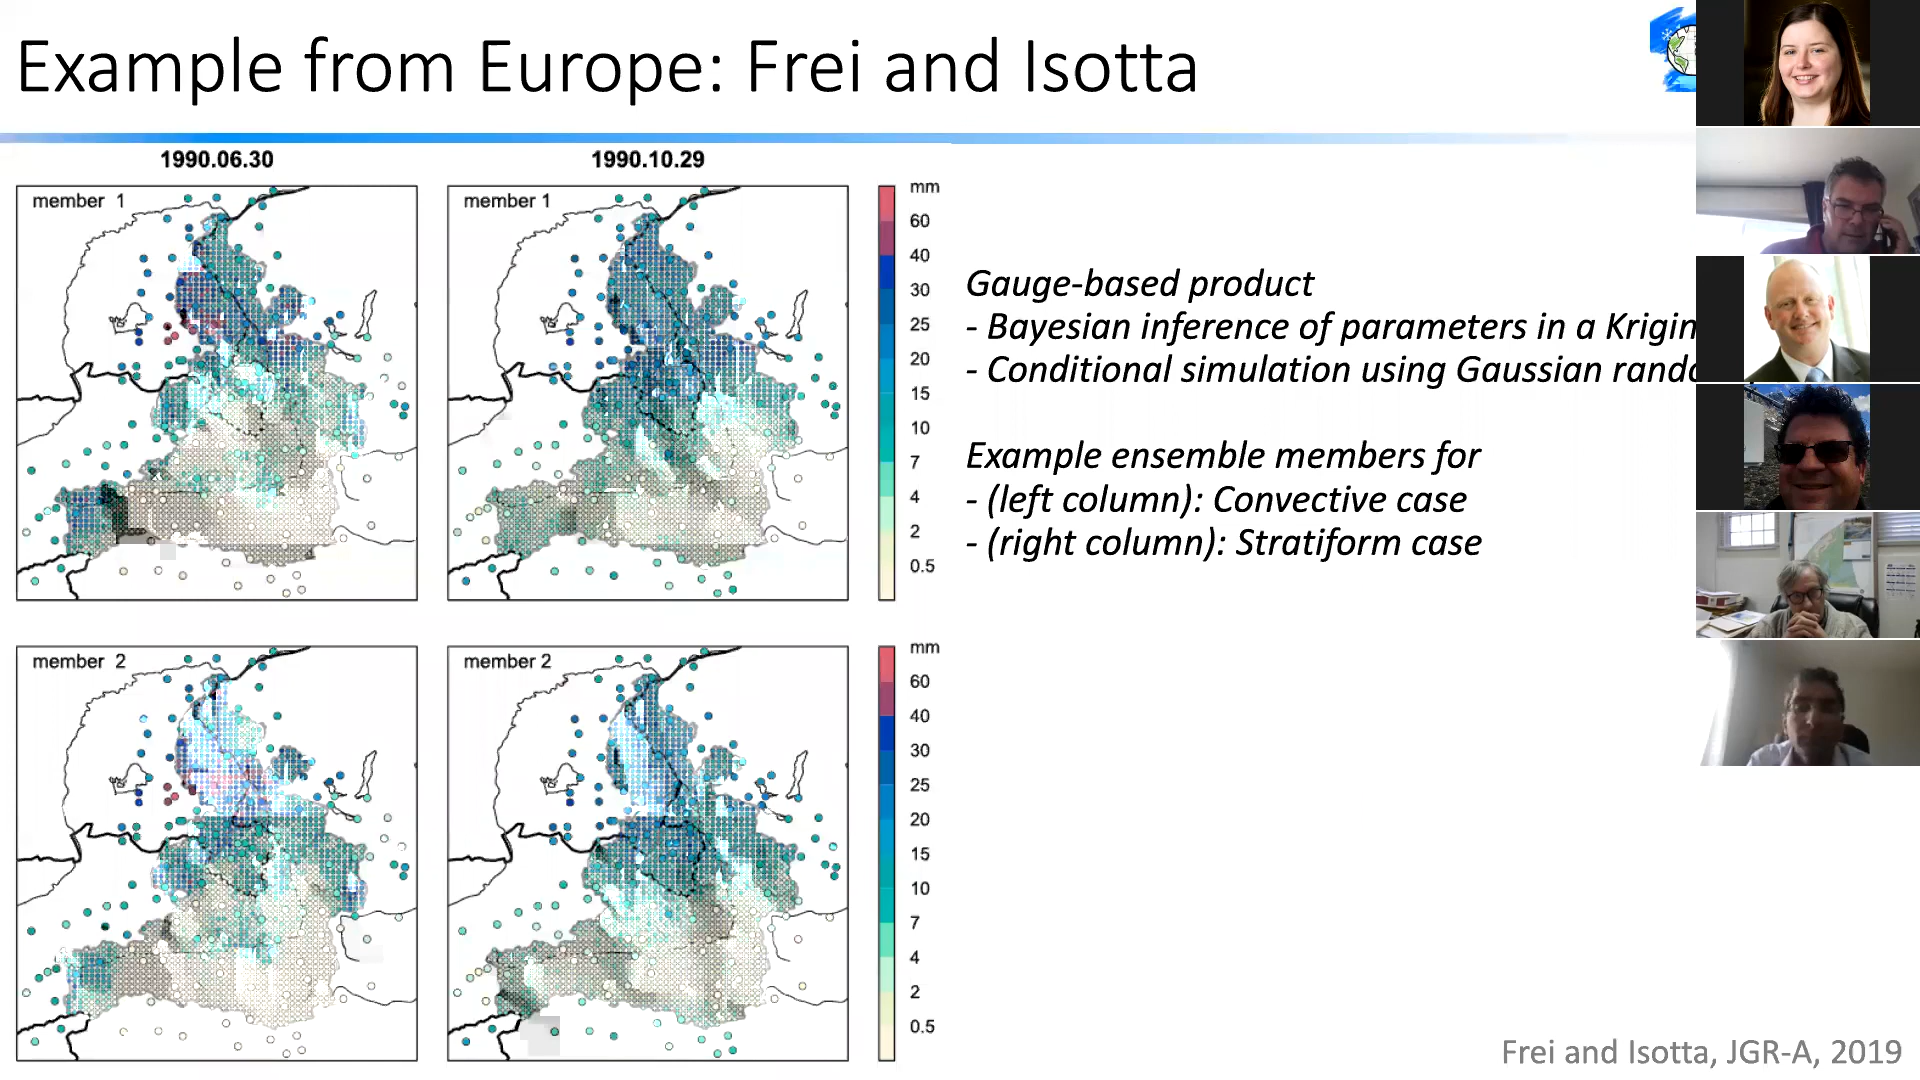 Example from Europe: Frei and Isotta
1990.06.30
1990.10.29
member 1
member 1
mm
60
40
30
25
20
15
10
7
4
2
0.5
Gauge-based product
- Bayesian inference of parameters in a Krigin
- Conditional simulation using Gaussian rando
Example ensemble members for
- (left column): Convective case
- (right column): Stratiform case
member 2
member 2
mm
60
40
30
25
20
15
10
7
4
2
0.5
Frei and Isotta, JGR-A, 2019